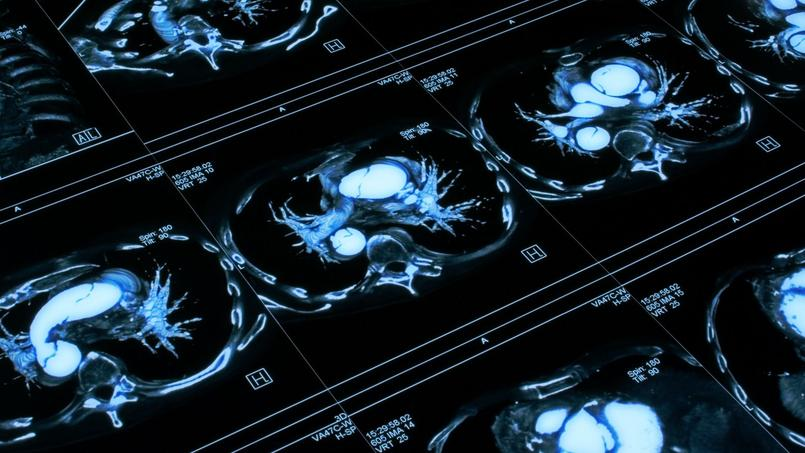 A
H
VA47C-W
H-SP
15:29:58.02
605 IMA 11
VRT 25
Spin: 180
A L
A
VA47C-W
H-SP
15:29:58.02
605 IMA 10
VRT 25
Spin: 180
Tilt: 90
H
A
H
Spin: 180
Tilt: 90
A
A
VA47C-W
H-SP
15:29:58.02
605 IMA 15
VRT 25
H
3D
VA47C-W
H-SP
15:29:58.02
605 IMA 14
VRT 25
Spin: 180
Tilt: 90